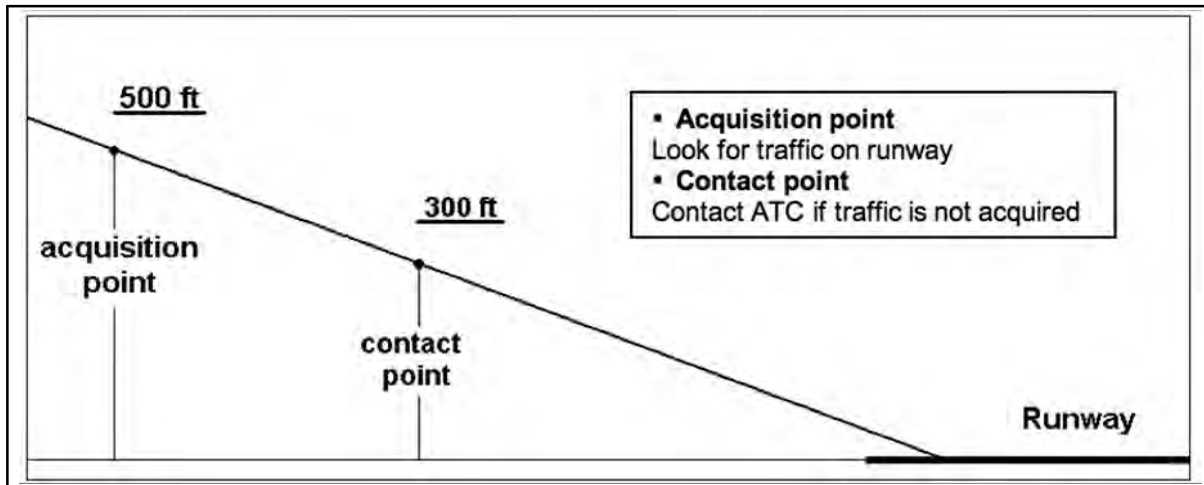 500 ft
▪ Acquisition point
Look for traffic on runway
▪ Contact point
Contact ATC if traffic is not acquired
300 ft
acquisition
point
contact
point
Runway